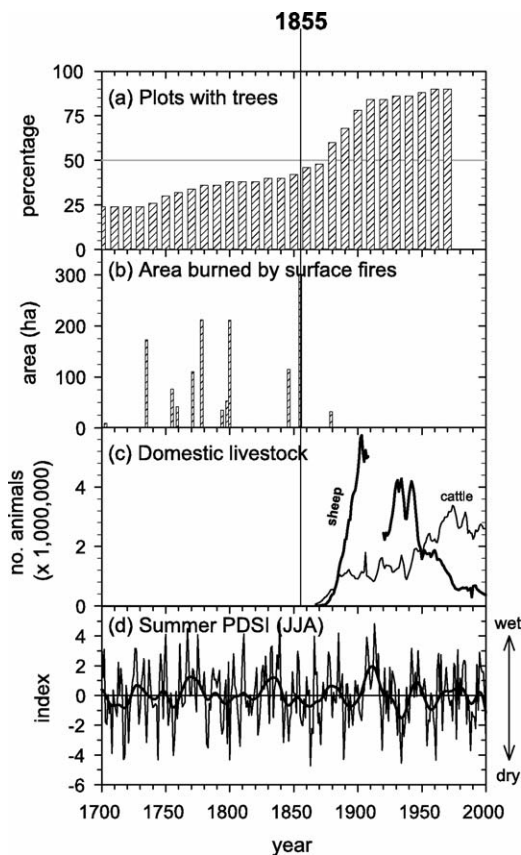 1855
(a) Plots with trees
percentage
100
75
50
25
0
(b) Area burned by surface fires
area (ha)
300
200
100
0
(c) Domestic livestock
no. animals
(x 1,000,000)
4
2
0
sheep
cattle
(d) Summer PDSI (JJA)
index
4
2
0
-2
-4
-6
wet
dry
1700 1750 1800 1850 1900 1950 2000
year